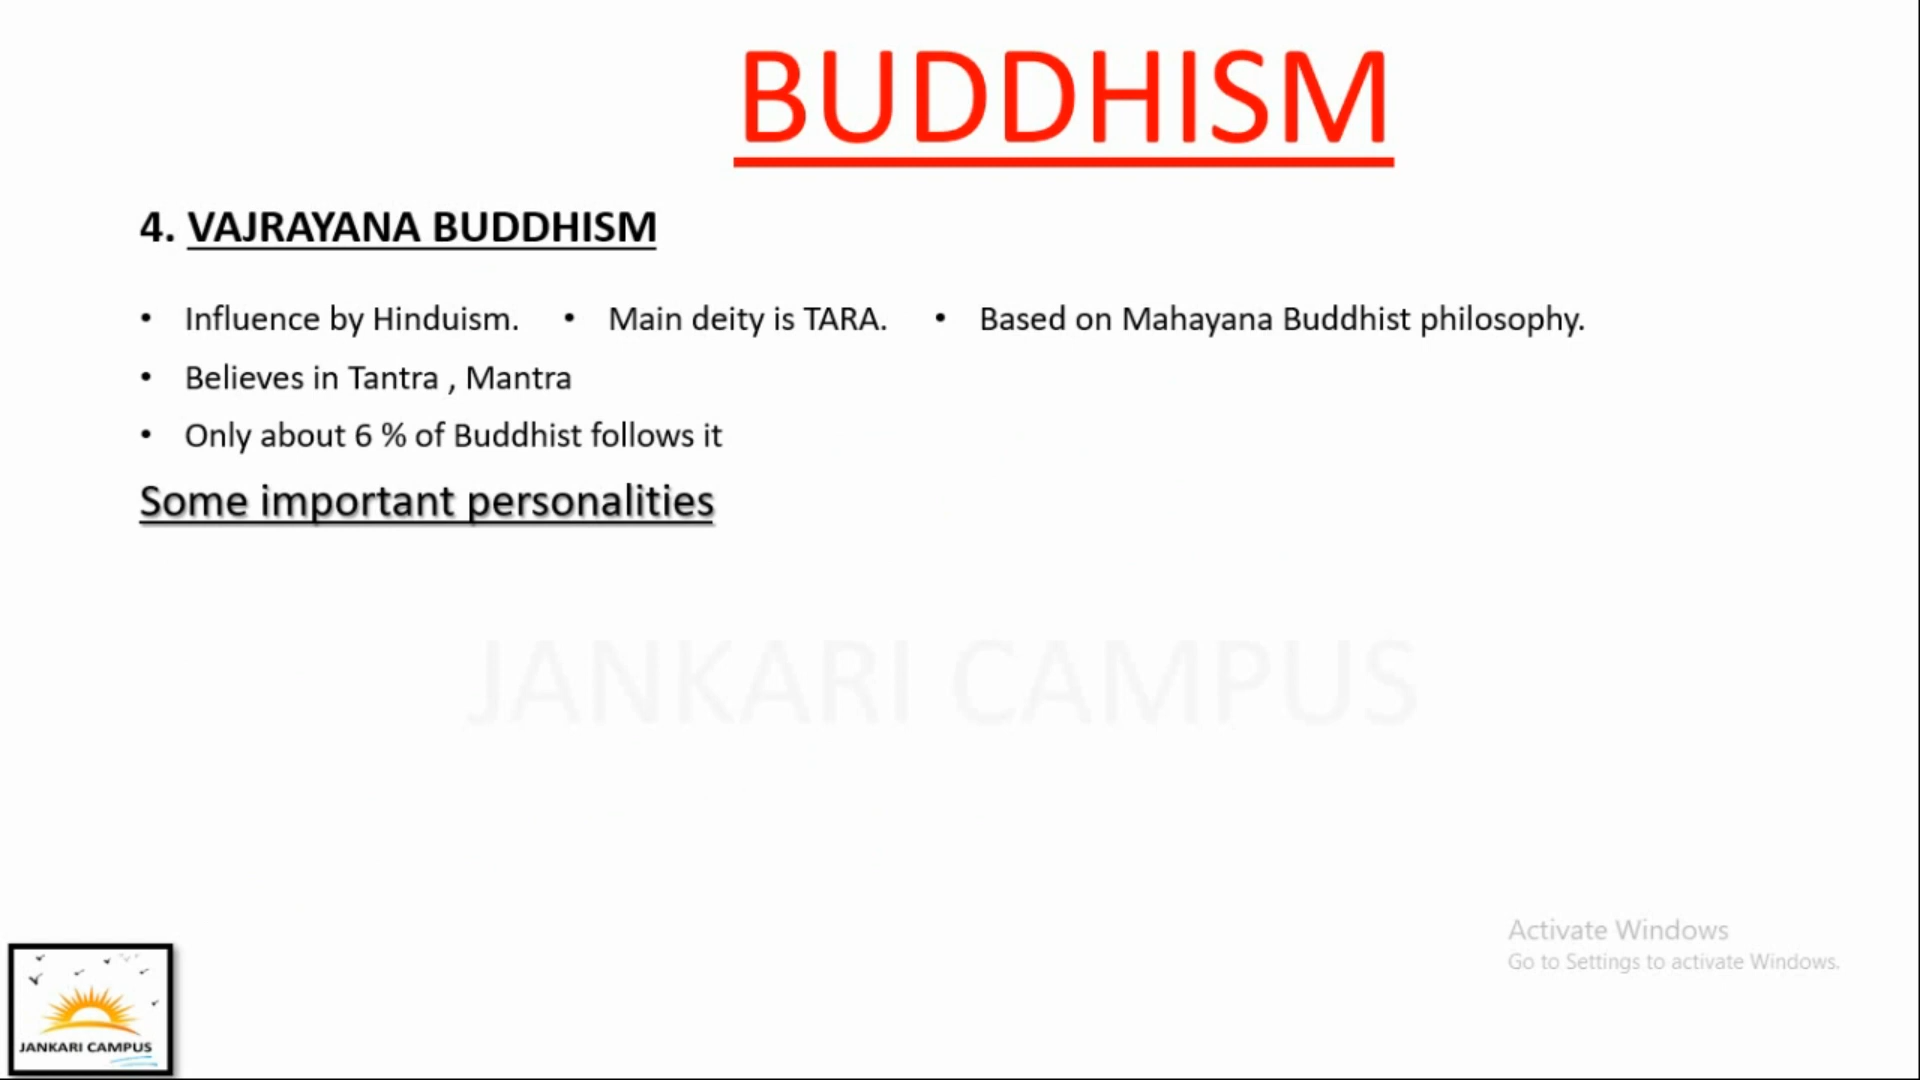 BUDDHISM
4. VAJRAYANA BUDDHISM
• Influence by Hinduism. • Main deity is TARA. • Based on Mahayana Buddhist philosophy.
• Believes in Tantra , Mantra
• Only about 6 % of Buddhist follows it
Some important personalities
JANKARI CAMPUS
Activate Windows
Go to Settings to activate Windows.
JANKARI CAMPUS